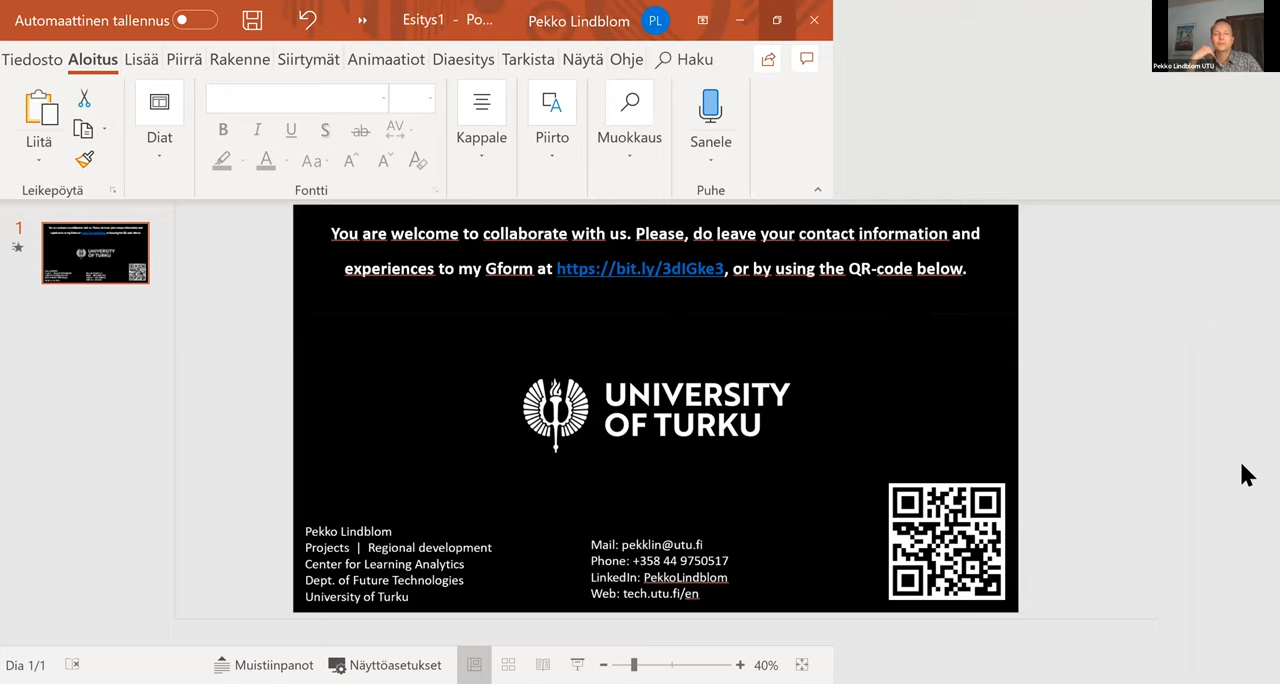 Automaattinen tallennus
Esitys1 - Po...
Pekko Lindblom
PL
Pekko Lindblom UTU
Tiedosto Aloitus Lisää Piirrä Rakenne Siirtymät Animaatiot Diaesitys Tarkista Näytä Ohje Haku
Liitä
Diat
B I U S ab AV
A Aa A A A
Kappale
Piirto
Muokkaus
Sanele
Leikepöytä
Fontti
Puhe
1
You are welcome to collaborate with us. Please, do leave your contact information and
experiences to my Gform at https://bit.ly/3dIGke3, or by using the QR-code below.
UNIVERSITY
OF TURKU
Pekko Lindblom
Projects | Regional development
Center for Learning Analytics
Dept. of Future Technologies
University of Turku
Mail: pekklin@utu.fi
Phone: +358 44 9750517
LinkedIn: PekkoLindblom
Web: tech.utu.fi/en
Dia 1/1
Muistiinpanot
Näyttöasetukset
40%